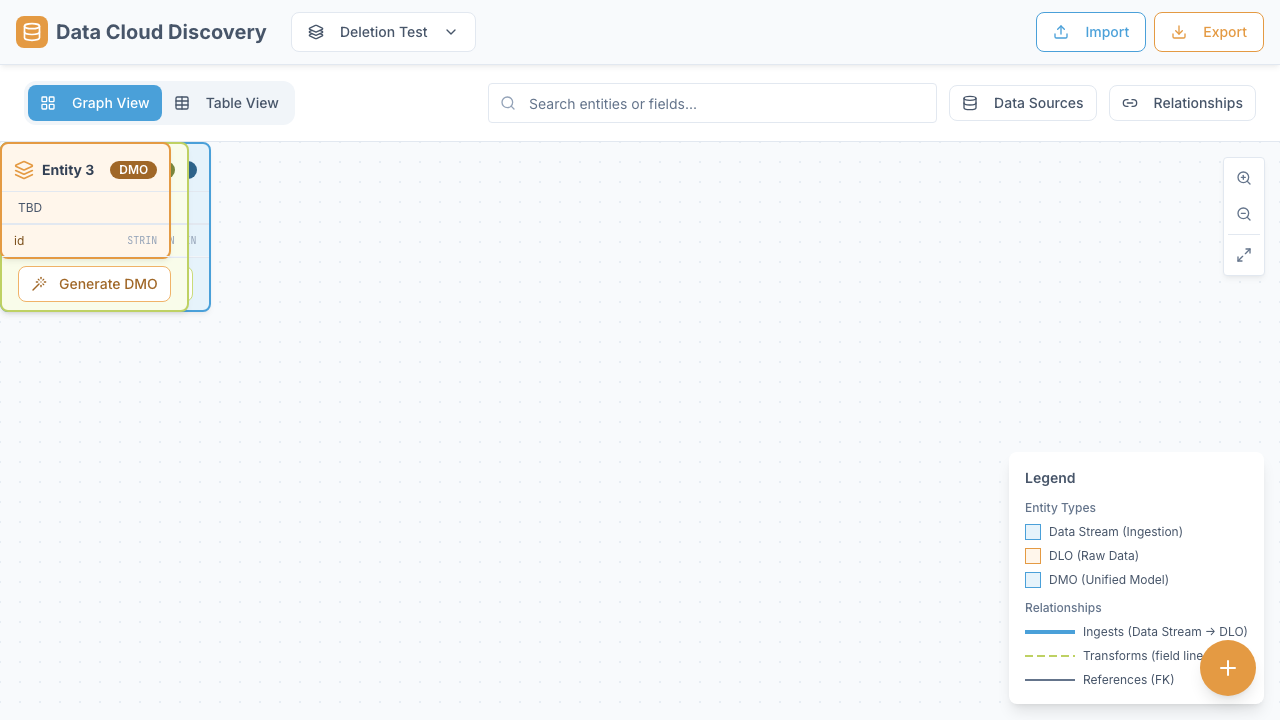 Data Cloud Discovery
Deletion Test
Import
Export
Graph View
Table View
Search entities or fields...
Data Sources
Relationships
Entity 3
DMO
TBD
id
STRIN
N
IN
Generate DMO
Legend
Entity Types
Data Stream (Ingestion)
DLO (Raw Data)
DMO (Unified Model)
Relationships
Ingests (Data Stream → DLO)
Transforms (field line
References (FK)